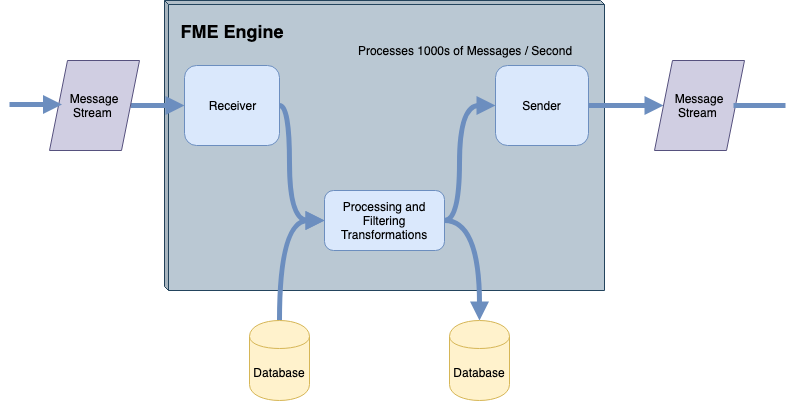 FME Engine
Processes 1000s of Messages / Second
Message
Stream
Receiver
Sender
Message
Stream
Processing and
Filtering
Transformations
Database
Database